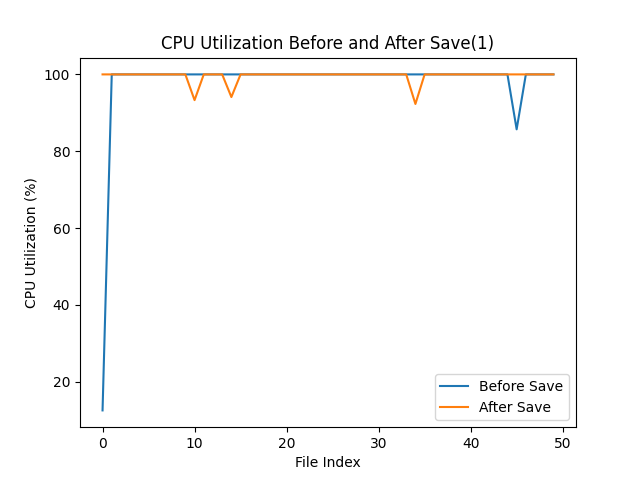 CPU Utilization Before and After Save(1)
CPU Utilization (%)
100
80
60
40
20
0
10
20
30
40
50
File Index
Before Save
After Save